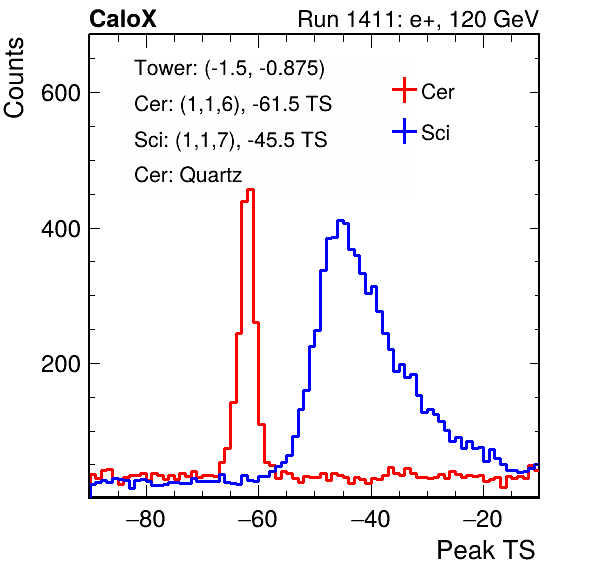 CaloX Run 1411: e+, 120 GeV
Counts
Tower: (-1.5, -0.875)
Cer: (1,1,6), -61.5 TS
Sci: (1,1,7), -45.5 TS
Cer: Quartz
Cer
Sci
600
400
200
−80 −60 −40 −20
Peak TS